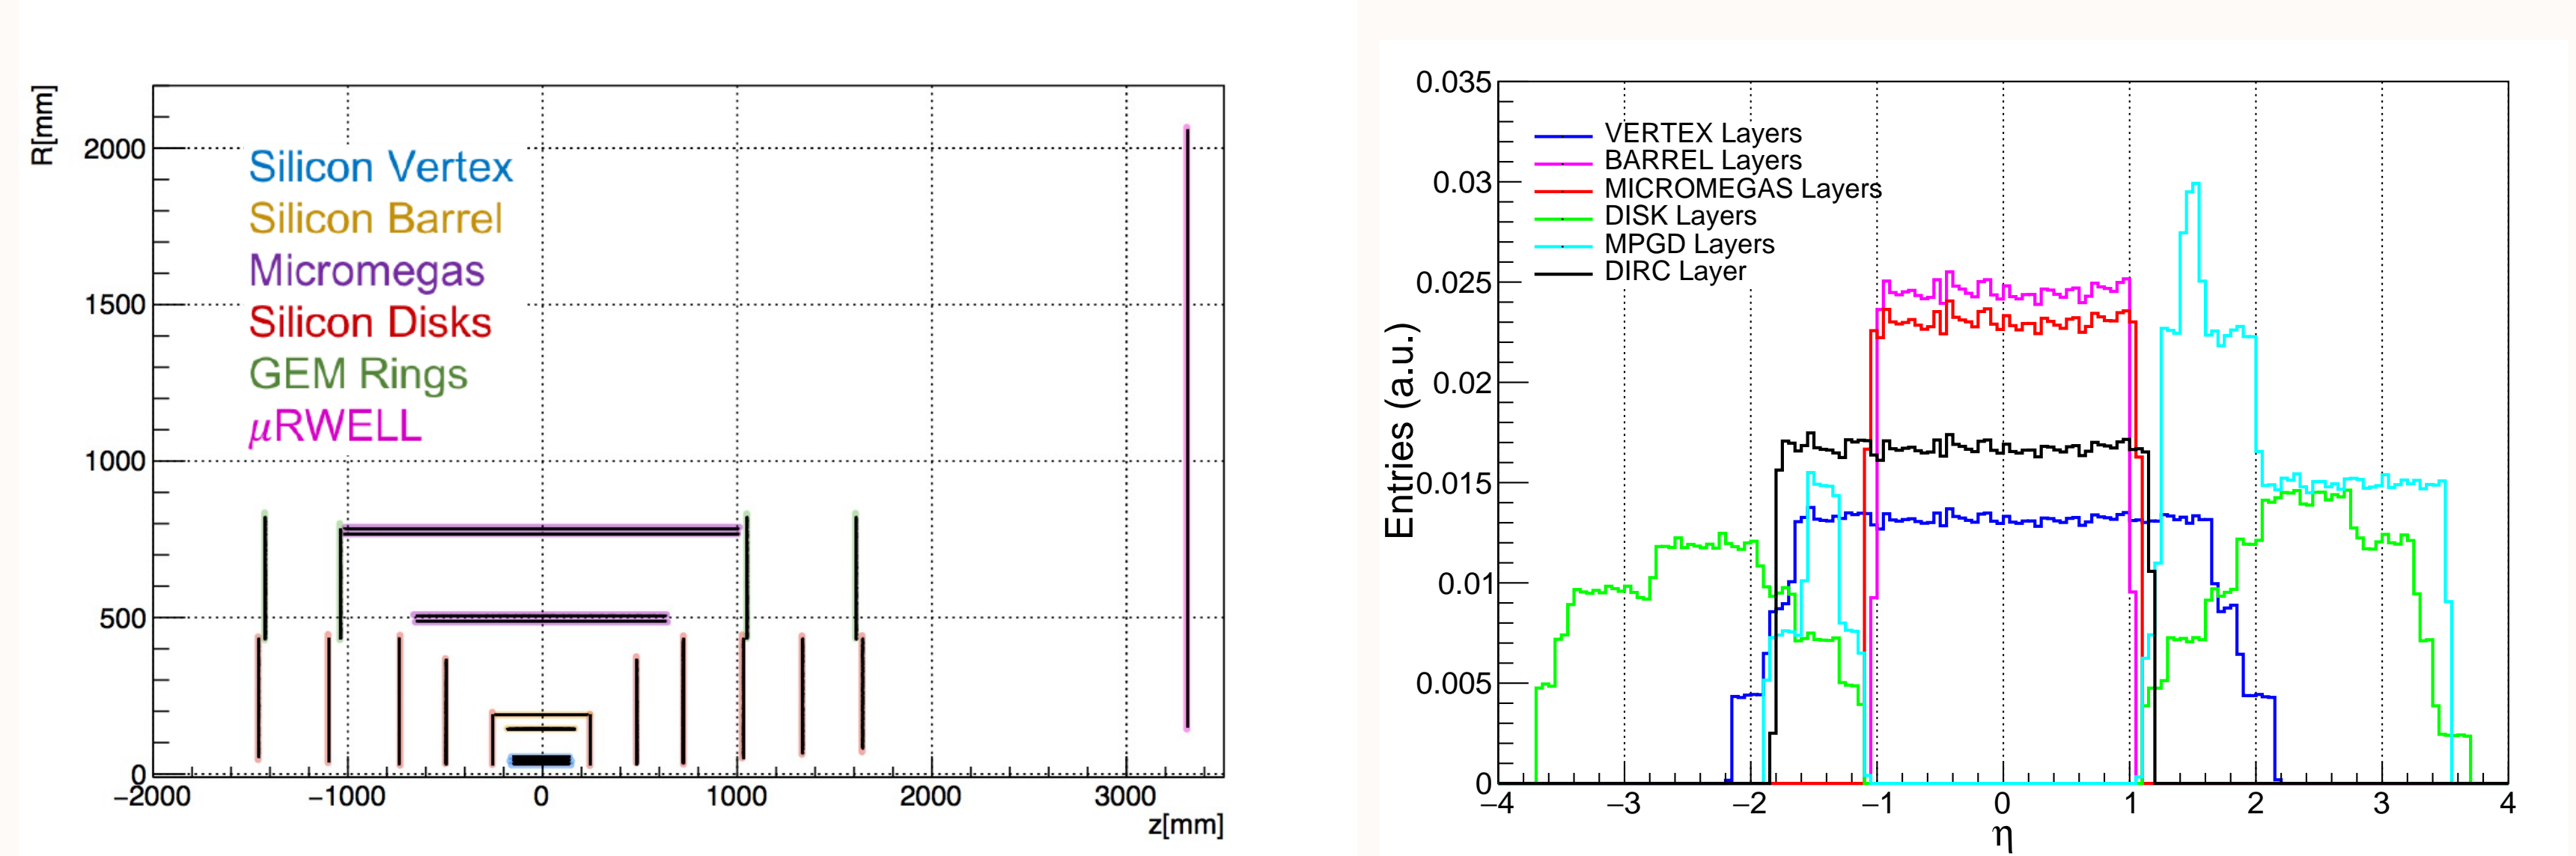 R[mm]
2000
1500
1000
500
0
Silicon Vertex
Silicon Barrel
Micromegas
Silicon Disks
GEM Rings
μRWELL
−2000 −1000 0 1000 2000 3000
z[mm]
Entries (a.u.)
0.035
0.03
0.025
0.02
0.015
0.01
0.005
0
VERTEX Layers
BARREL Layers
MICROMEGAS Layers
DISK Layers
MPGD Layers
DIRC Layer
−4 −3 −2 −1 0 1 2 3 4
η